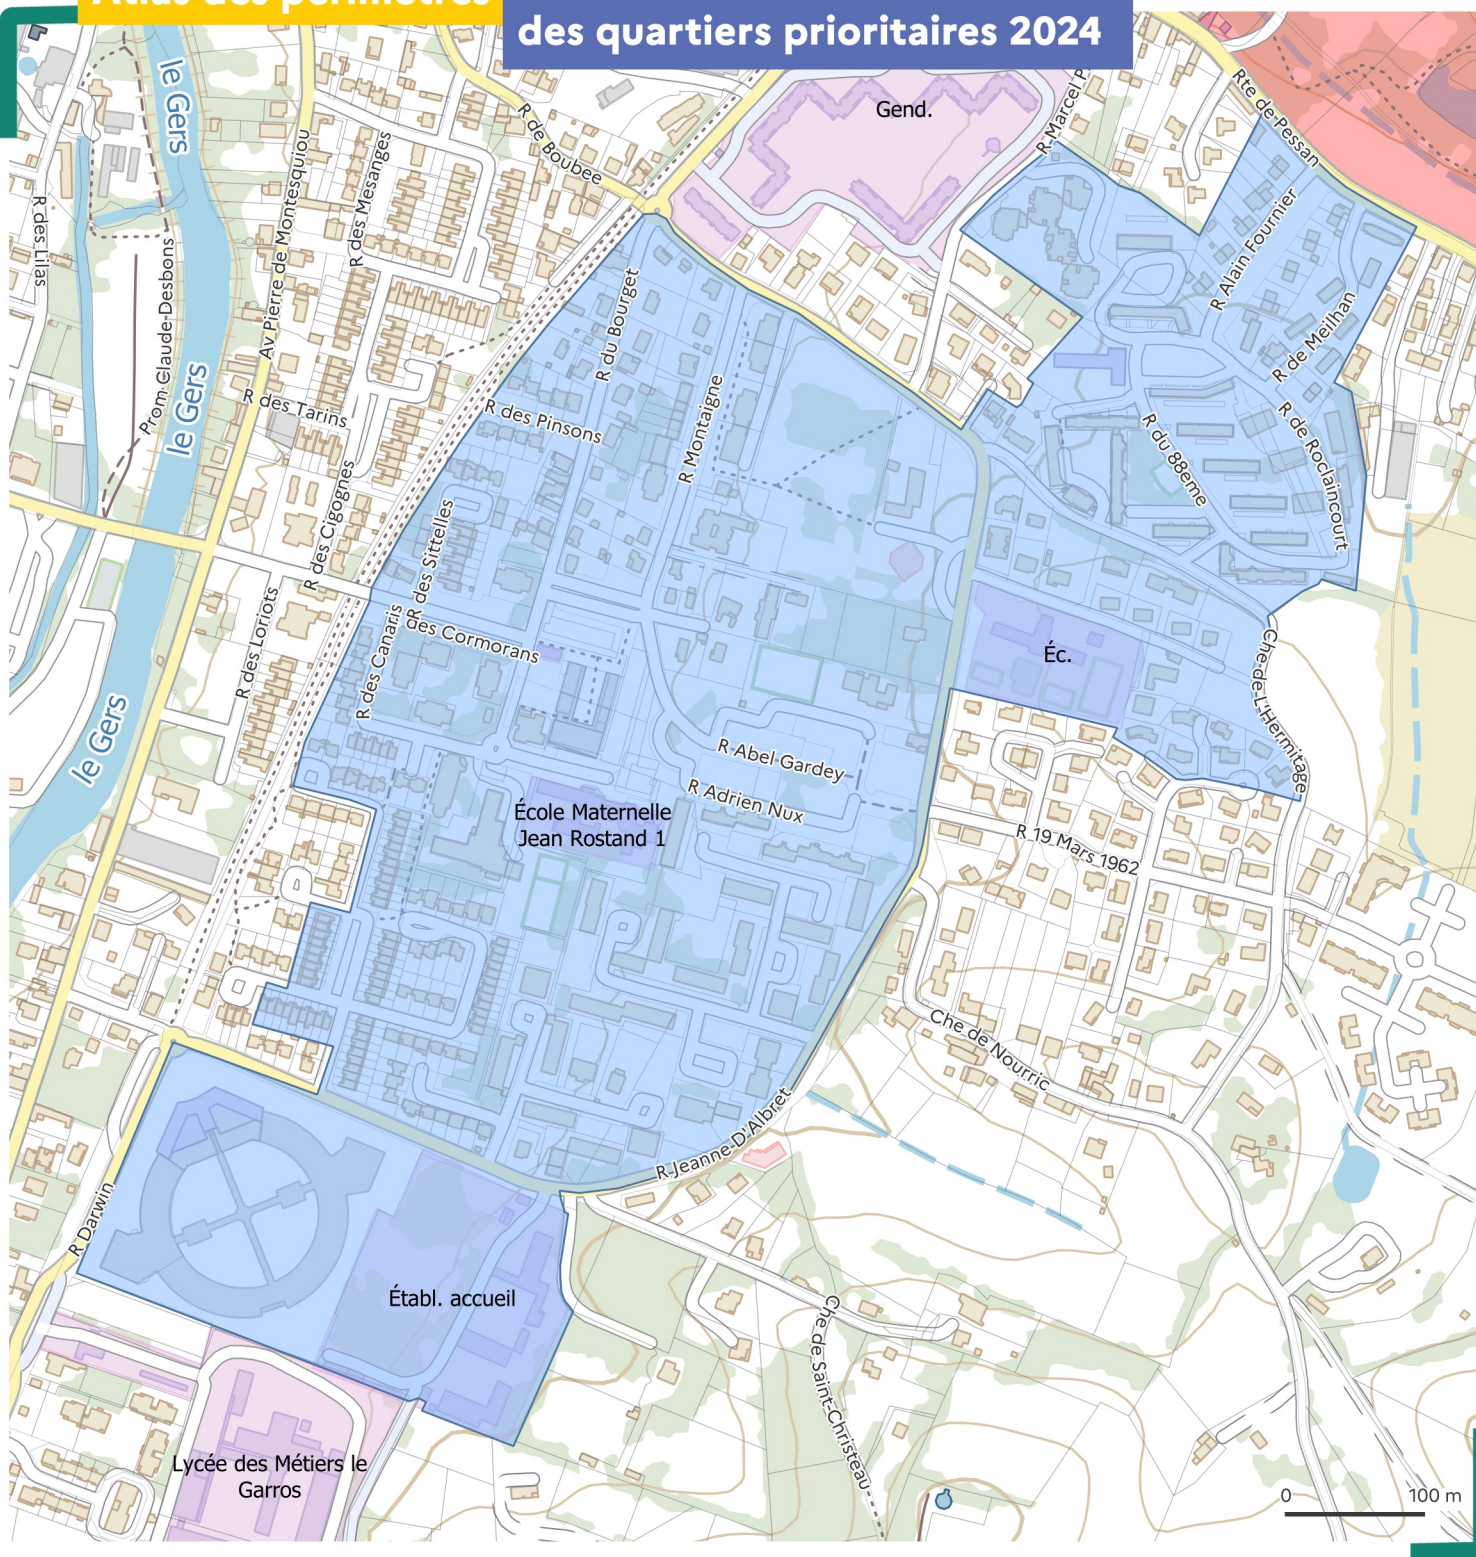 Atlas des périmètres
des quartiers prioritaires 2024
le Gers
Gend.
R Marcel P
Rte de Pessan
R de Boubee
R des Mesanges
Av Pierre de Montesquiou
R des Lilas
Prom Claude Desbons
R Alain Fournier
R du Bourget
R de Meilhan
le Gers
R des Tarins
R des Pinsons
R Montaigne
R du 88eme
R de Roclaincourt
R des Cigognes
R des Sittelles
R des Loriots
R des Canaris
des Cormorans
Éc.
Che de L'Hermitage
le Gers
R Abel Gardey
R Adrien Nux
École Maternelle
Jean Rostand 1
R 19 Mars 1962
Che de Nourric
R Jeanne D'Albret
R Darwin
Établ. accueil
Che de Saint-Christeau
Lycée des Métiers le
Garros
0 100 m